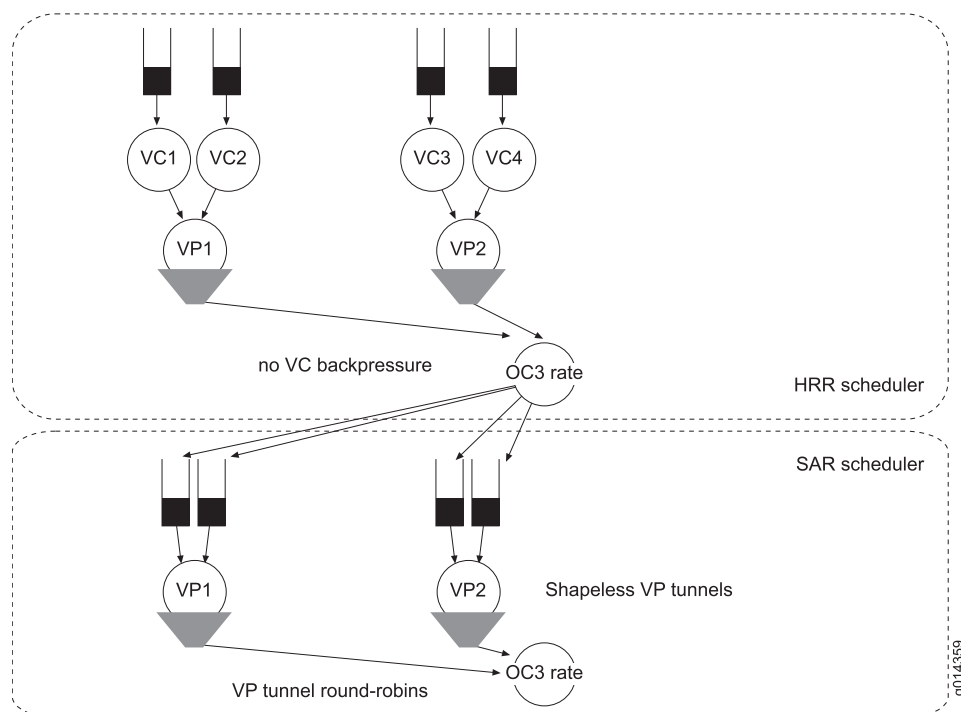 VC1
VC2
VC3
VC4
VP1
VP2
no VC backpressure
OC3 rate
HRR scheduler
SAR scheduler
VP1
VP2
Shapeless VP tunnels
OC3 rate
VP tunnel round-robins
g014359